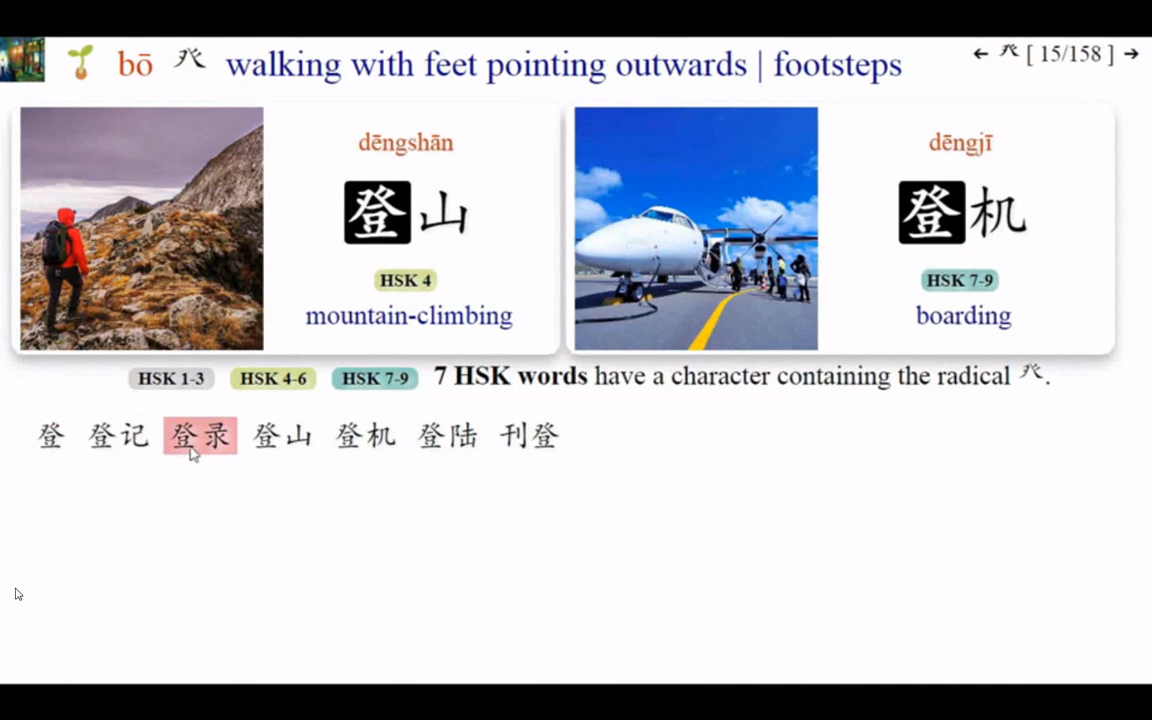 bō 癶 walking with feet pointing outwards | footsteps
← 癶 [ 15/158 ] →
dēngshān
登山
HSK 4
mountain-climbing
dēngjī
登机
HSK 7-9
boarding
HSK 1-3 HSK 4-6 HSK 7-9 7 HSK words have a character containing the radical 癶.
登 登记 登录 登山 登机 登陆 刊登